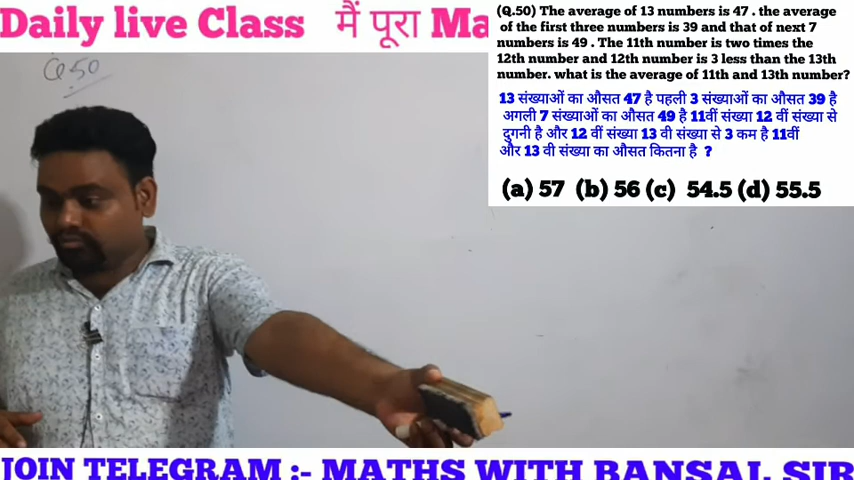 Daily live Class मैं पूरा Ma
Q.50
(Q.50) The average of 13 numbers is 47 . the average
of the first three numbers is 39 and that of next 7
numbers is 49 . The 11th number is two times the
12th number and 12th number is 3 less than the 13th
number. what is the average of 11th and 13th number?
13 संख्याओं का औसत 47 है पहली 3 संख्याओं का औसत 39 है
अगली 7 संख्याओं का औसत 49 है 11वीं संख्या 12 वीं संख्या से
दुगनी है और 12 वीं संख्या 13 वी संख्या से 3 कम है 11वीं
और 13 वी संख्या का औसत कितना है ?
(a) 57 (b) 56 (c) 54.5 (d) 55.5
JOIN TELEGRAM :- MATHS WITH BANSAL SIR